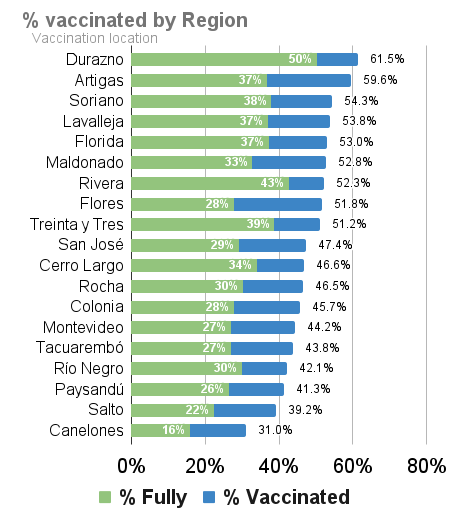 % vaccinated by Region
Vaccination location
Durazno 50% 61.5%
Artigas 37% 59.6%
Soriano 38% 54.3%
Lavalleja 37% 53.8%
Florida 37% 53.0%
Maldonado 33% 52.8%
Rivera 43% 52.3%
Flores 28% 51.8%
Treinta y Tres 39% 51.2%
San José 29% 47.4%
Cerro Largo 34% 46.6%
Rocha 30% 46.5%
Colonia 28% 45.7%
Montevideo 27% 44.2%
Tacuarembó 27% 43.8%
Río Negro 30% 42.1%
Paysandú 26% 41.3%
Salto 22% 39.2%
Canelones 16% 31.0%
0% 20% 40% 60% 80%
% Fully % Vaccinated